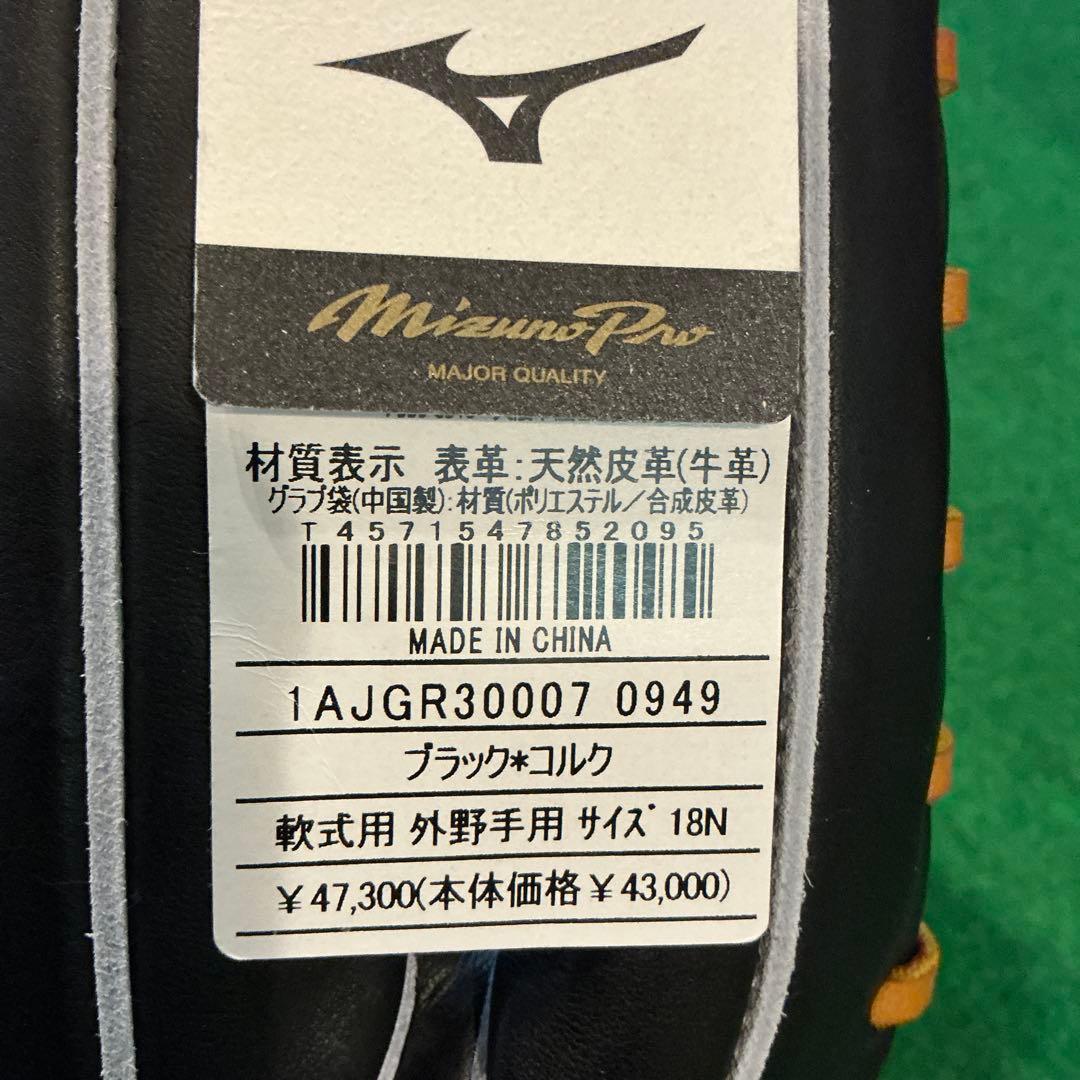 Mizuno Pro
MAJOR QUALITY
材質表示 表革:天然皮革(牛革)
グラブ袋(中国製):材質(ポリエステル/合成皮革)
T 4571547852095
MADE IN CHINA
1AJGR30007 0949
ブラック*コルク
軟式用 外野手用 サイズ 18N
¥47,300(本体価格¥43,000)